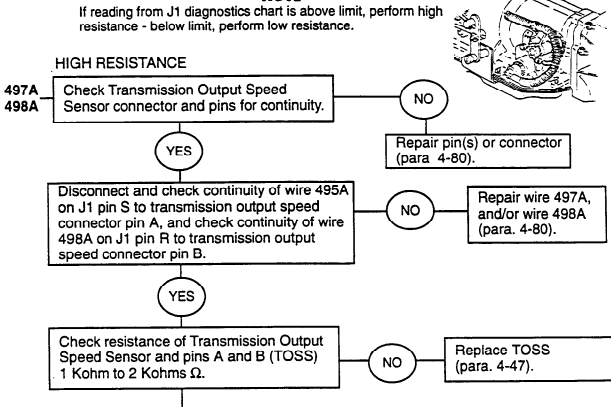 If reading from J1 diagnostics chart is above limit, perform high
resistance - below limit, perform low resistance.
HIGH RESISTANCE
497A
498A
Check Transmission Output Speed
Sensor connector and pins for continuity.
NO
Repair pin(s) or connector
(para 4-80).
YES
Disconnect and check continuity of wire 495A
on J1 pin S to transmission output speed
connector pin A, and check continuity of wire
498A on J1 pin R to transmission output
speed connector pin B.
NO
Repair wire 497A,
and/or wire 498A
(para. 4-80).
YES
Check resistance of Transmission Output
Speed Sensor and pins A and B (TOSS)
1 Kohm to 2 Kohms Ω.
NO
Replace TOSS
(para. 4-47).